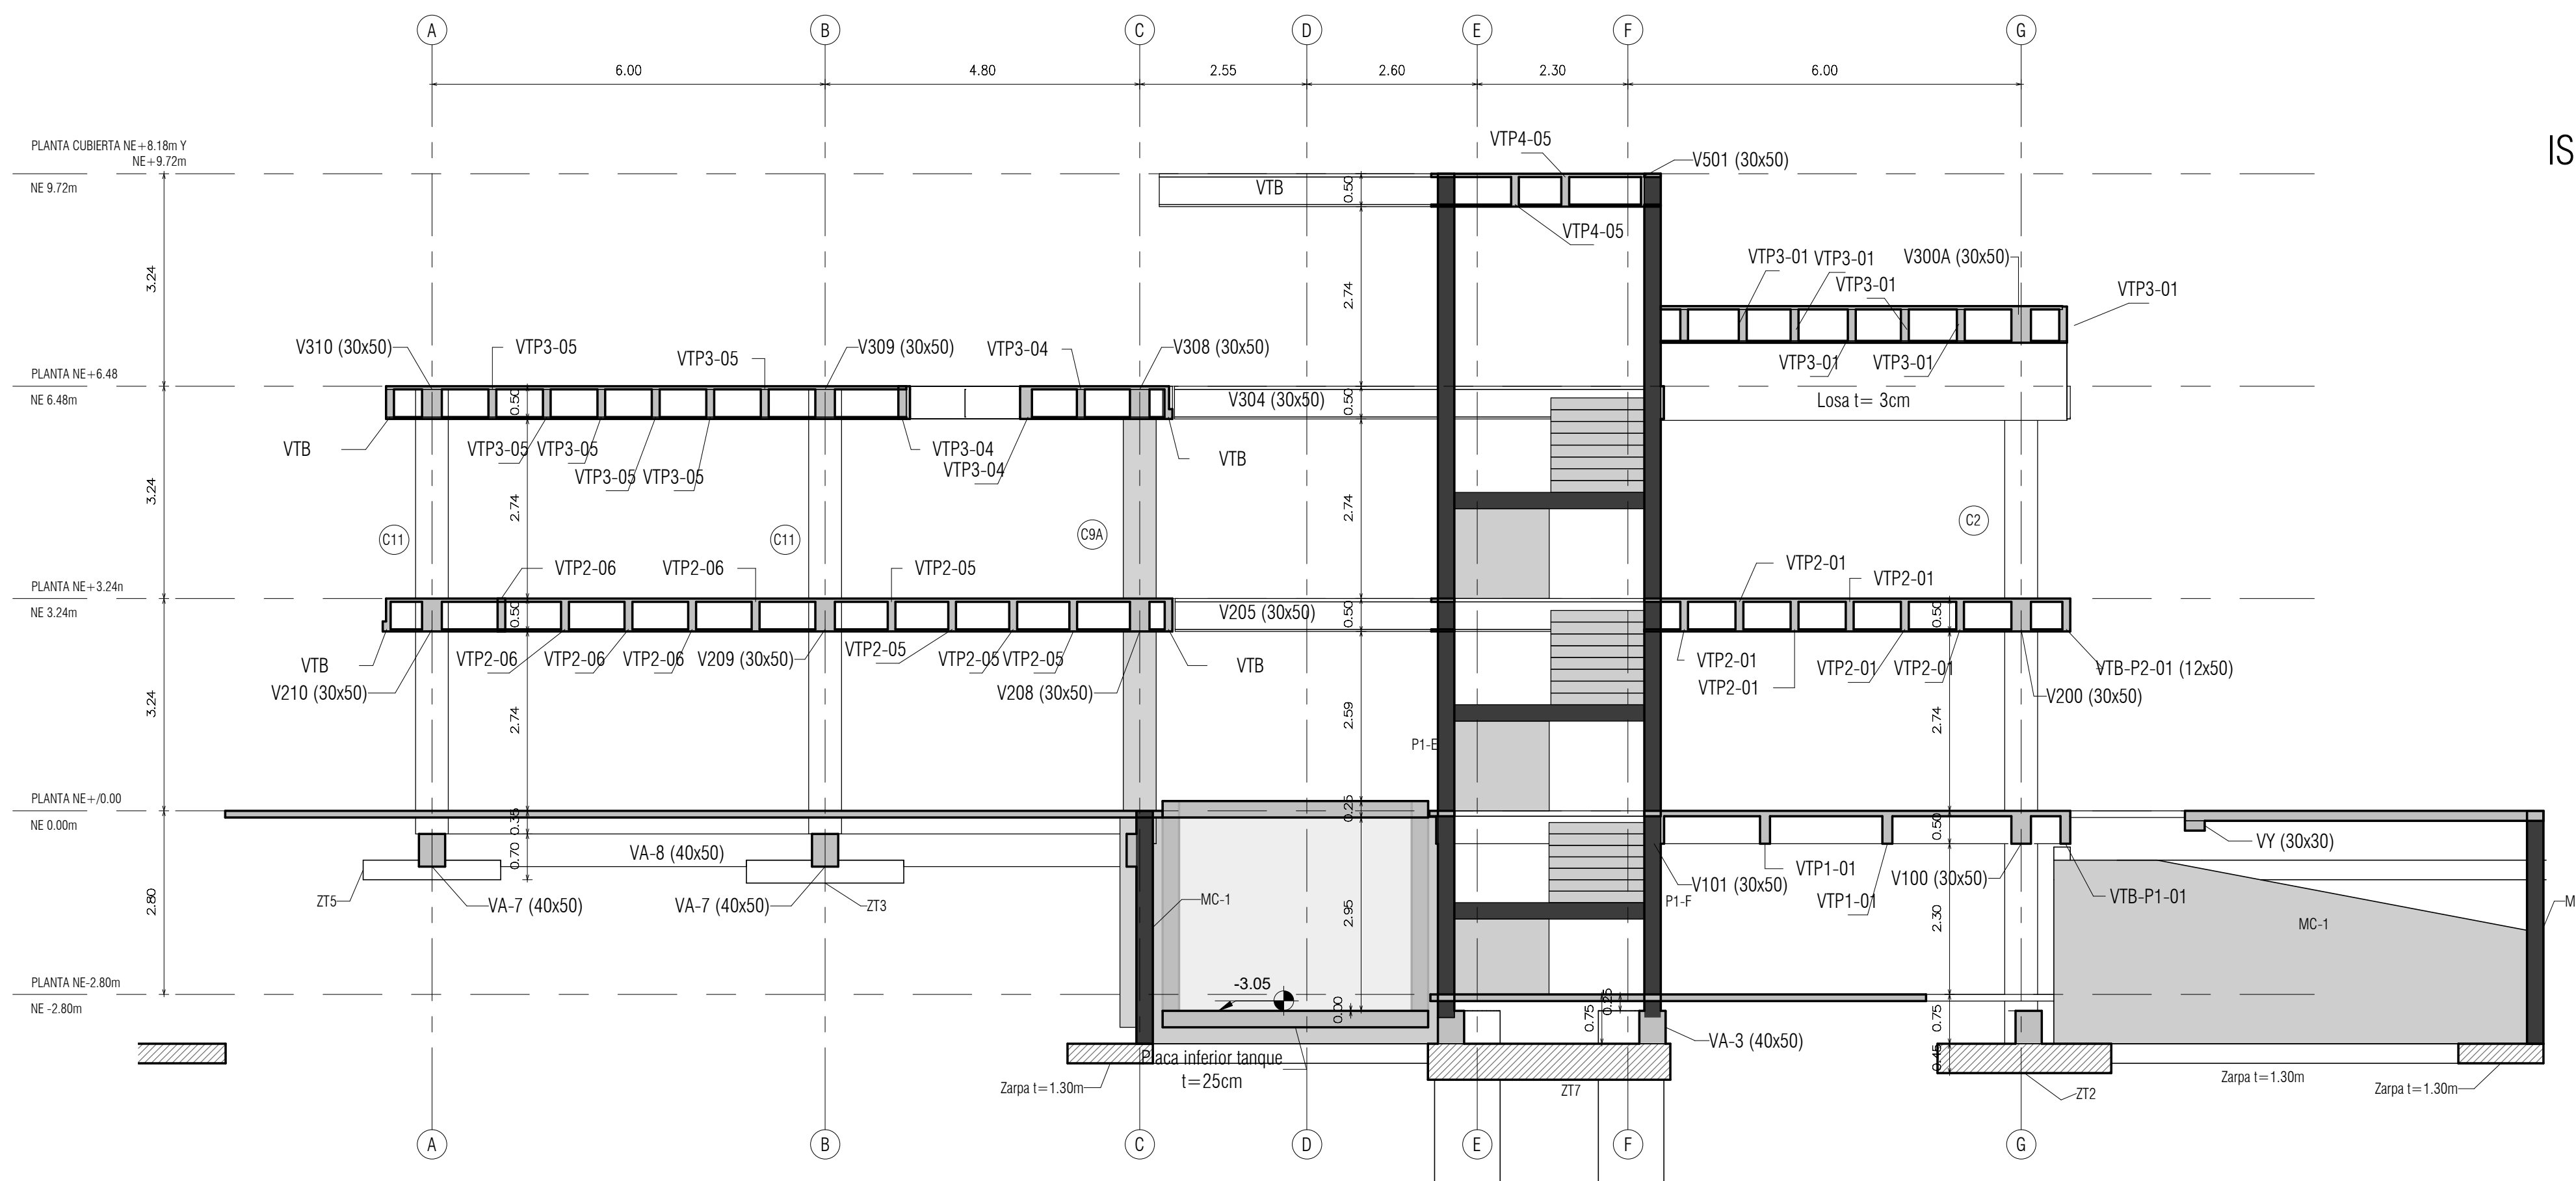 A B C D E F G
6.00 4.80 2.55 2.60 2.30 6.00
IS
PLANTA CUBIERTA NE+8.18m Y
NE+9.72m
NE 9.72m
VTP4-05
V501 (30x50)
VTB
0.50
VTP4-05
3.24
2.74
VTP3-01 VTP3-01 V300A (30x50)
VTP3-01
VTP3-01
V310 (30x50) VTP3-05 VTP3-05 V309 (30x50) VTP3-04 V308 (30x50)
VTP3-01 VTP3-01
PLANTA NE+6.48
NE 6.48m
0.50
V304 (30x50)
0.50
Losa t= 3cm
VTB
VTP3-05 VTP3-05
VTP3-05 VTP3-05
VTP3-04
VTP3-04
VTB
3.24
2.74
2.74
C11
C11
C9A
C2
VTP2-06 VTP2-06 VTP2-05
VTP2-01
VTP2-01
PLANTA NE+3.24n
NE 3.24m
0.50
V205 (30x50)
0.50
0.50
VTB
VTP2-06 VTP2-06 VTP2-06 V209 (30x50) VTP2-05 VTP2-05 VTP2-05
VTB
V210 (30x50)
V208 (30x50)
VTP2-01
VTP2-01
VTP2-01 VTP2-01
VTB-P2-01 (12x50)
V200 (30x50)
3.24
2.74
2.59
2.74
P1-E
PLANTA NE+/0.00
NE 0.00m
0.35
0.25
0.50
0.70
VA-8 (40x50)
VY (30x30)
ZT5
VA-7 (40x50)
VA-7 (40x50)
ZT3
MC-1
V101 (30x50)
P1-F
VTP1-01
VTP1-01
V100 (30x50)
VTB-P1-01
MC-1
M
2.80
2.95
2.30
PLANTA NE-2.80m
NE -2.80m
-3.05
0.00
0.75
0.25
0.75
VA-3 (40x50)
Placa inferior tanque
t=25cm
0.45
Zarpa t=1.30m
ZT7
ZT2
Zarpa t=1.30m
Zarpa t=1.30m
A B C D E F G